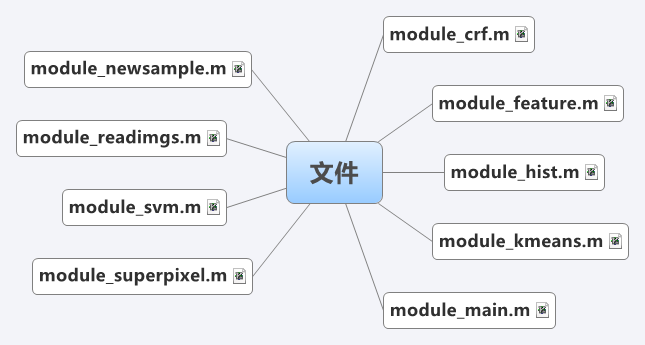 module_crf.m
module_newsample.m
module_feature.m
module_readimgs.m
文件
module_hist.m
module_svm.m
module_kmeans.m
module_superpixel.m
module_main.m